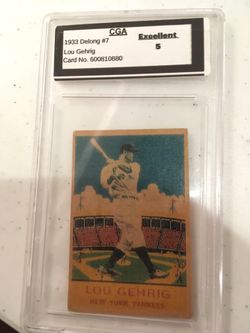 CGA
1933 Delong #7
Lou Gehrig
Card No. 600810880
Excellent
5
LOU GEHRIG
NEW YORK YANKEES